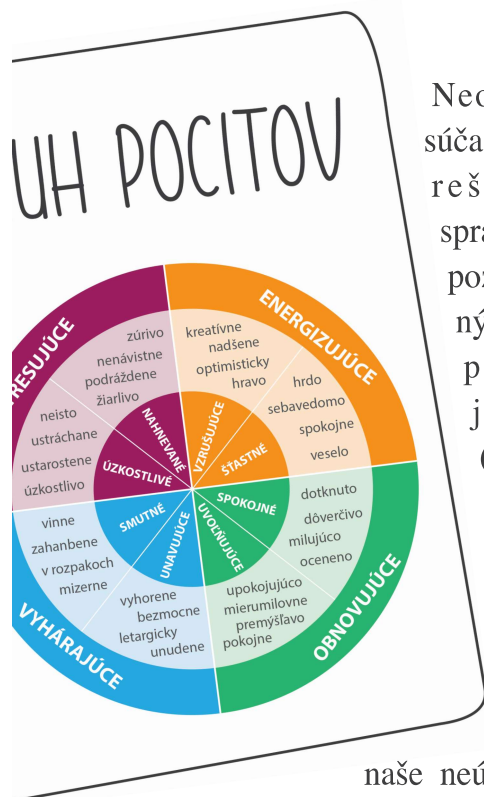 UH POCITOV
RESUJÚCE
ENERGIZUJÚCE
zúrivo
nenávistne
podráždene
žiarlivo
kreatívne
nadšene
optimisticky
hravo
neisto
ustráchane
ustarostene
úzkostlivo
hrdo
sebavedomo
spokojne
veselo
NAHNEVANÉ
VZRUŠUJÚCE
ÚZKOSTLIVÉ
ŠŤASTNÉ
SMUTNÉ
SPOKOJNÉ
UNAVUJÚCE
UVOĽŇUJÚCE
vinne
zahanbene
v rozpakoch
mizerne
dotknuto
dôverčivo
milujúco
oceneno
vyhorene
bezmocne
letargicky
unudene
upokojujúco
mierumilovne
premýšľavo
pokojne
VYHÁRAJÚCE
OBNOVUJÚCE
Neo
súča
reš
spra
poz
ný
p
j
naše neú